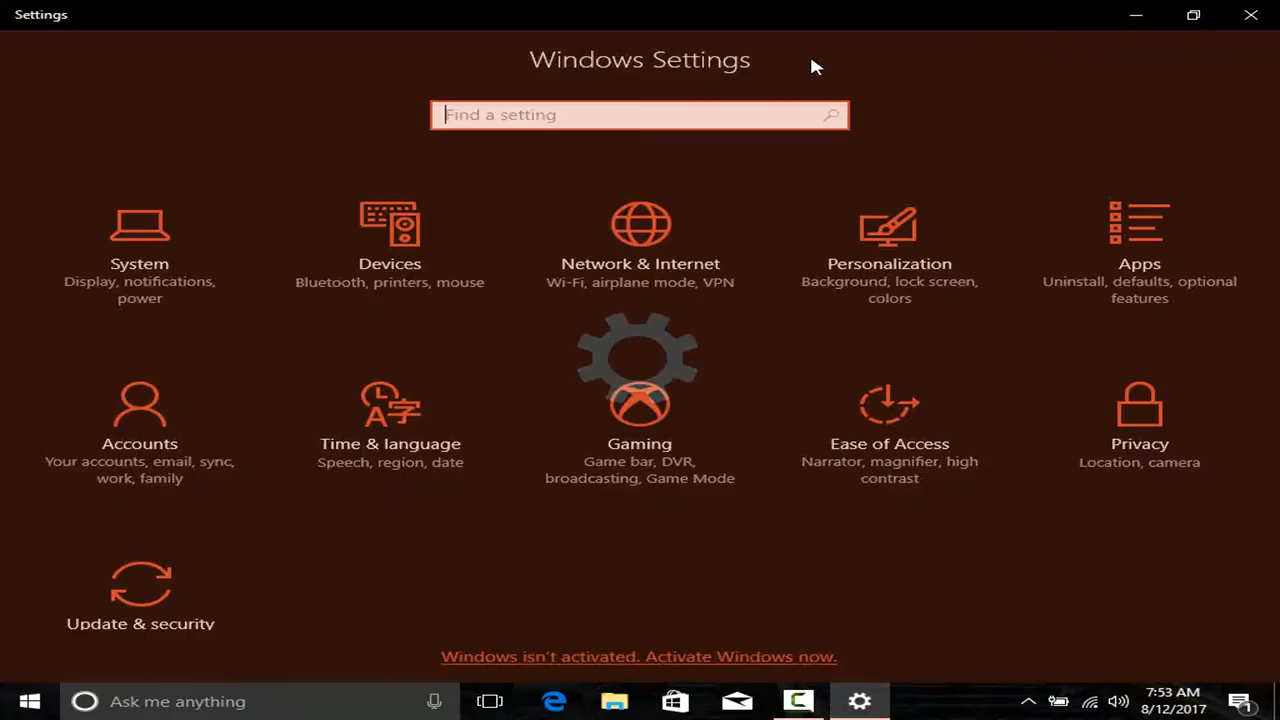 Settings
Windows Settings
Find a setting
System
Display, notifications,
power
Devices
Bluetooth, printers, mouse
Network & Internet
Wi-Fi, airplane mode, VPN
Personalization
Background, lock screen,
colors
Apps
Uninstall, defaults, optional
features
Accounts
Your accounts, email, sync,
work, family
Time & language
Speech, region, date
Gaming
Game bar, DVR,
broadcasting, Game Mode
Ease of Access
Narrator, magnifier, high
contrast
Privacy
Location, camera
Update & security
Windows isn't activated. Activate Windows now.
Ask me anything
7:53 AM
8/12/2017
1